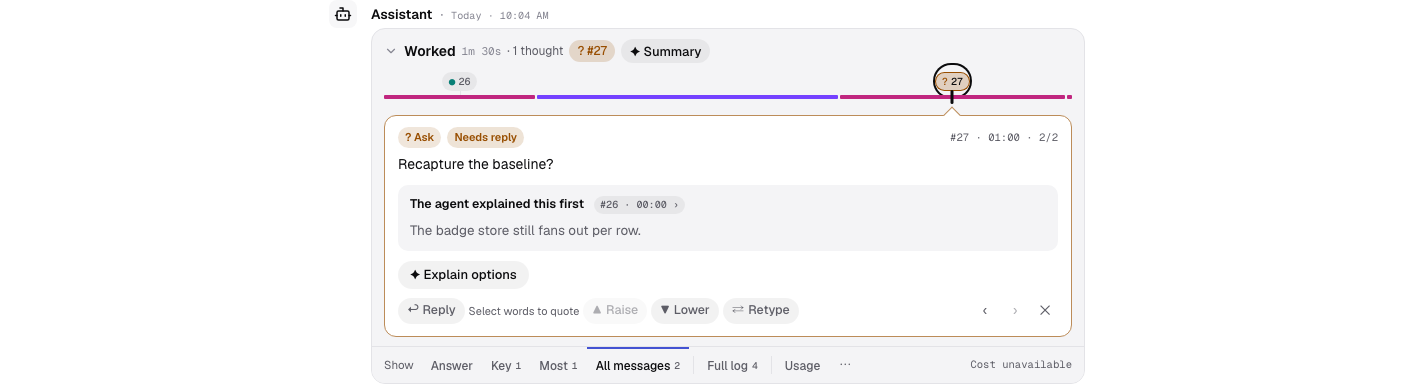 Assistant · Today · 10:04 AM
Worked 1m 30s · 1 thought ? #27 ✦ Summary
26 ? 27
? Ask Needs reply #27 · 01:00 · 2/2
Recapture the baseline?
The agent explained this first #26 · 00:00 ›
The badge store still fans out per row.
✦ Explain options
↩ Reply Select words to quote ▲ Raise ▼ Lower ⇄ Retype ‹ › ×
Show Answer Key 1 Most 1 All messages 2 Full log 4 Usage ··· Cost unavailable